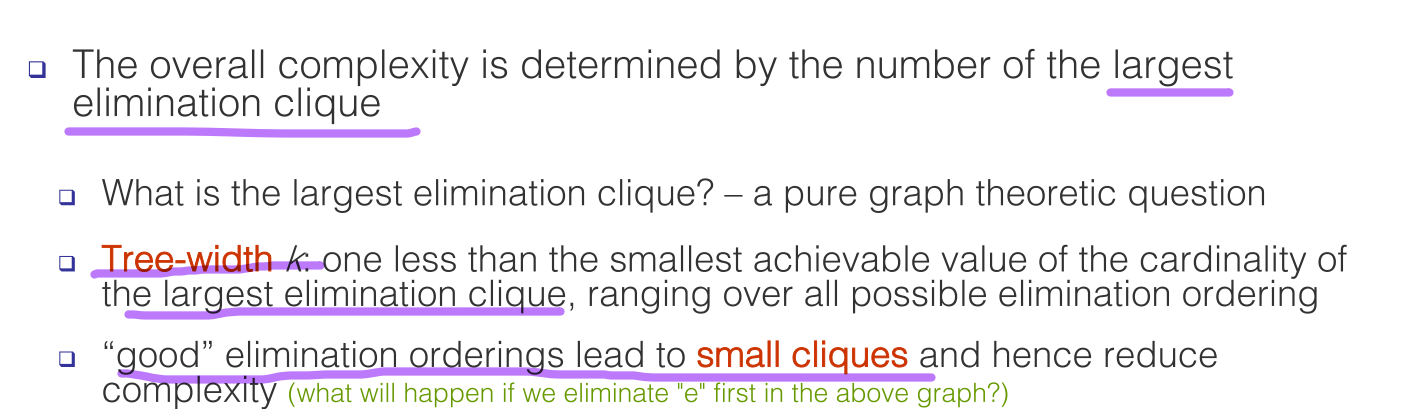 The overall complexity is determined by the number of the largest
elimination clique
What is the largest elimination clique? – a pure graph theoretic question
Tree-width k: one less than the smallest achievable value of the cardinality of
the largest elimination clique, ranging over all possible elimination ordering
“good” elimination orderings lead to small cliques and hence reduce
complexity (what will happen if we eliminate "e" first in the above graph?)